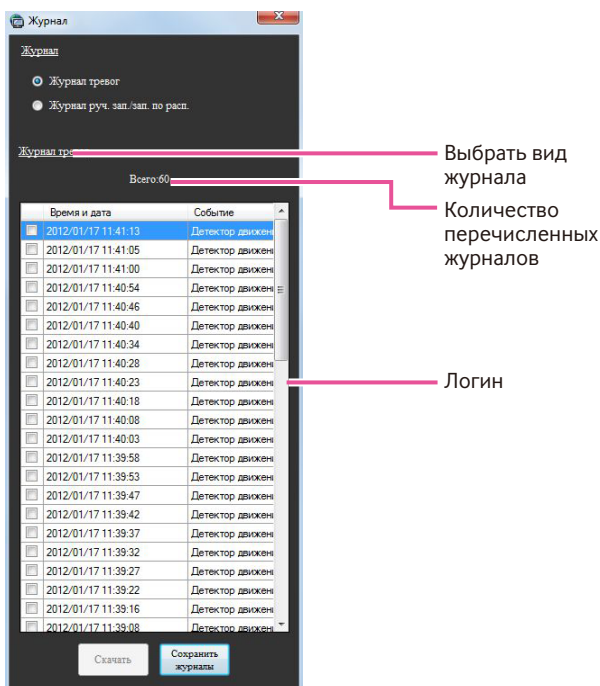 Журнал
Журнал
Журнал тревог
Журнал руч. зап./зап. по расп.
Журнал тре
Всего:60
Выбрать вид
журнала
Количество
перечисленных
журналов
Логин
Время и дата Событие
2012/01/17 11:41:13 Детектор движени
2012/01/17 11:41:05 Детектор движени
2012/01/17 11:41:00 Детектор движени
2012/01/17 11:40:54 Детектор движени
2012/01/17 11:40:46 Детектор движени
2012/01/17 11:40:40 Детектор движени
2012/01/17 11:40:34 Детектор движени
2012/01/17 11:40:28 Детектор движени
2012/01/17 11:40:23 Детектор движени
2012/01/17 11:40:18 Детектор движени
2012/01/17 11:40:08 Детектор движени
2012/01/17 11:40:03 Детектор движени
2012/01/17 11:39:58 Детектор движени
2012/01/17 11:39:53 Детектор движени
2012/01/17 11:39:47 Детектор движени
2012/01/17 11:39:42 Детектор движени
2012/01/17 11:39:37 Детектор движени
2012/01/17 11:39:32 Детектор движени
2012/01/17 11:39:27 Детектор движени
2012/01/17 11:39:22 Детектор движени
2012/01/17 11:39:16 Детектор движени
2012/01/17 11:39:08 Детектор движени
Скачать
Сохранить
журналы